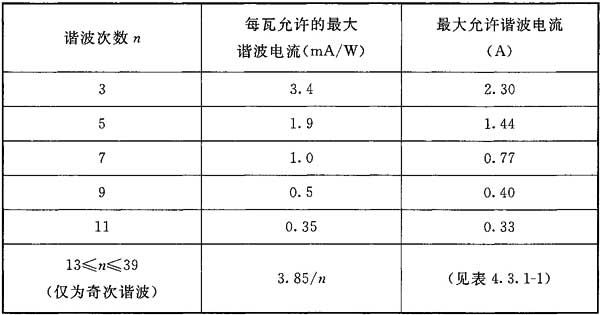 谐波次数 n
每瓦允许的最大
谐波电流(mA/W)
最大允许谐波电流
(A)
3
3.4
2.30
5
1.9
1.44
7
1.0
0.77
9
0.5
0.40
11
0.35
0.33
13≤n≤39
(仅为奇次谐波)
3.85/n
(见表 4.3.1-1)